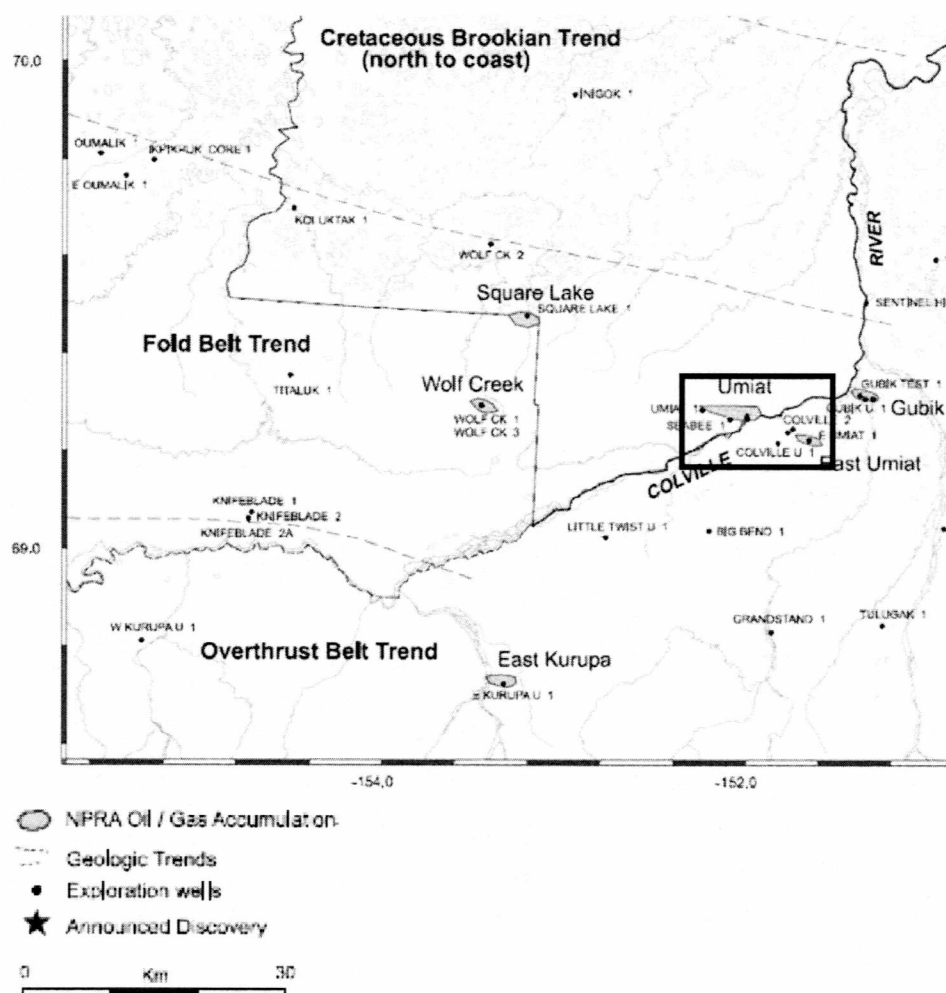 Cretaceous Brookian Trend
(north to coast)
70,0
INIGOK 1
OUMALIK 1
IKPIKPUK CORE 1
E OUMALIK 1
KOLUKTAK 1
RIVER
WOLF CK 2
Square Lake
SQUARE LAKE 1
Fold Belt Trend
TITALUK 1
Wolf Creek
WOLF CK 1
WOLF CK 3
Umiat
UMIAT 1
SEABEE 1
GUBIK TEST 1
GUBIK U 1
Gubik
COLVILLE 2
COLVILLE U 1
East Umiat
COLVILLE
KNIFEBLADE 1
KNIFEBLADE 2
KNIFEBLADE 2A
LITTLE TWIST U 1
BIG BEND 1
69,0
W KURUPA U 1
Overthrust Belt Trend
GRANDSTAND 1
TULUGAK 1
East Kurupa
E KURUPA U 1
-154,0
-152,0
NPRA Oil / Gas Accumulation
Geologic Trends
Exploration wells
Announced Discovery
0 Km 30